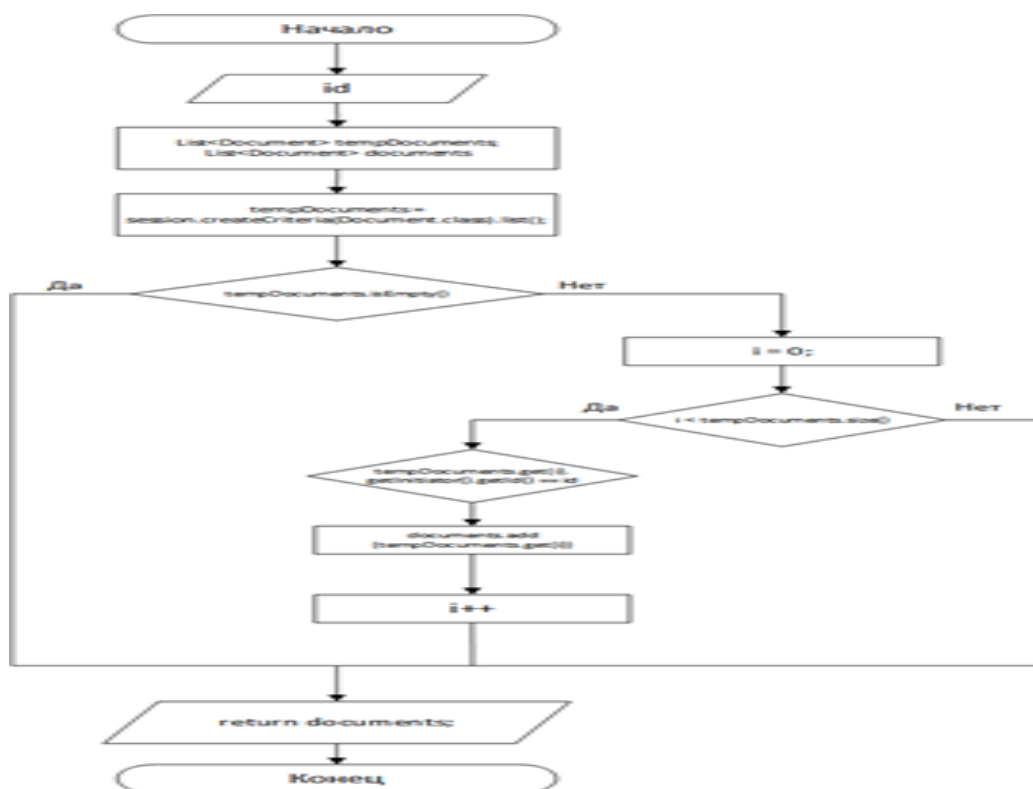 Начало
id
List<Document> tempDocuments;
List<Document> documents
tempDocuments =
session.createCriteria(Document.class).list();
Да
tempDocuments.isEmpty()
Нет
i = 0;
Да
i < tempDocuments.size()
Нет
tempDocuments.get(i).
getInitiator().getId() == id
documents.add
(tempDocuments.get(i))
i++
return documents;
Конец